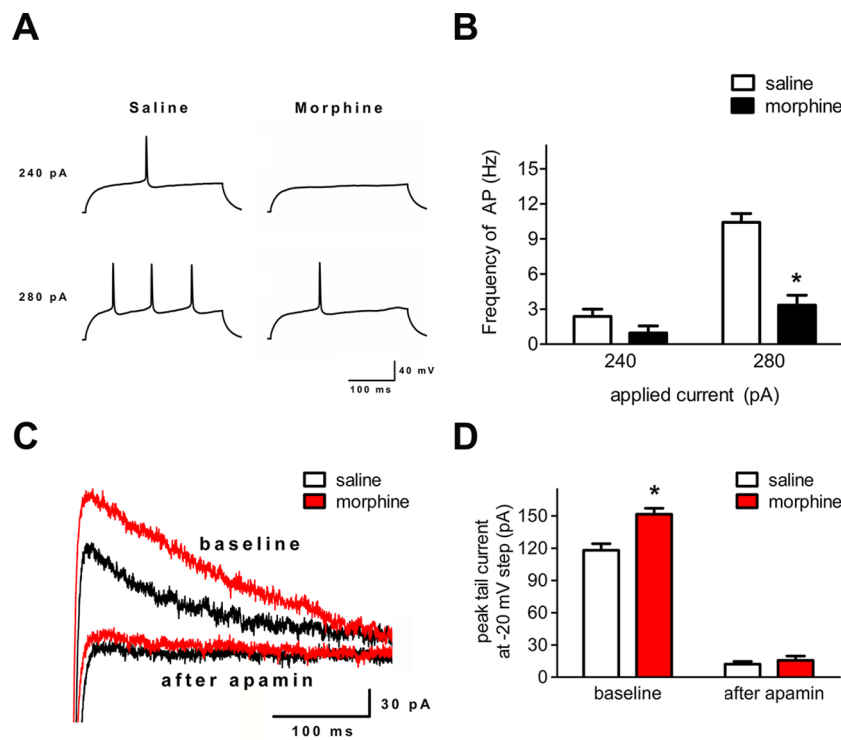 A
Saline
Morphine
240 pA
280 pA
40 mV
100 ms
B
saline
morphine
Frequency of AP (Hz)
15
12
9
6
3
0
*
240
280
applied current (pA)
C
saline
morphine
baseline
after apamin
30 pA
100 ms
D
saline
morphine
peak tail current
at -20 mV step (pA)
150
120
90
60
30
0
*
baseline
after apamin